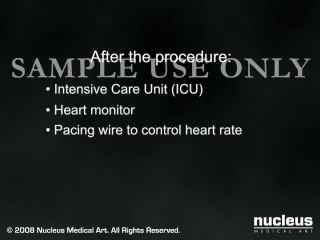 After the procedure:
SAMPLE USE ONLY
• Intensive Care Unit (ICU)
• Heart monitor
• Pacing wire to control heart rate
nucleus
MEDICAL ART
© 2008 Nucleus Medical Art. All Rights Reserved.